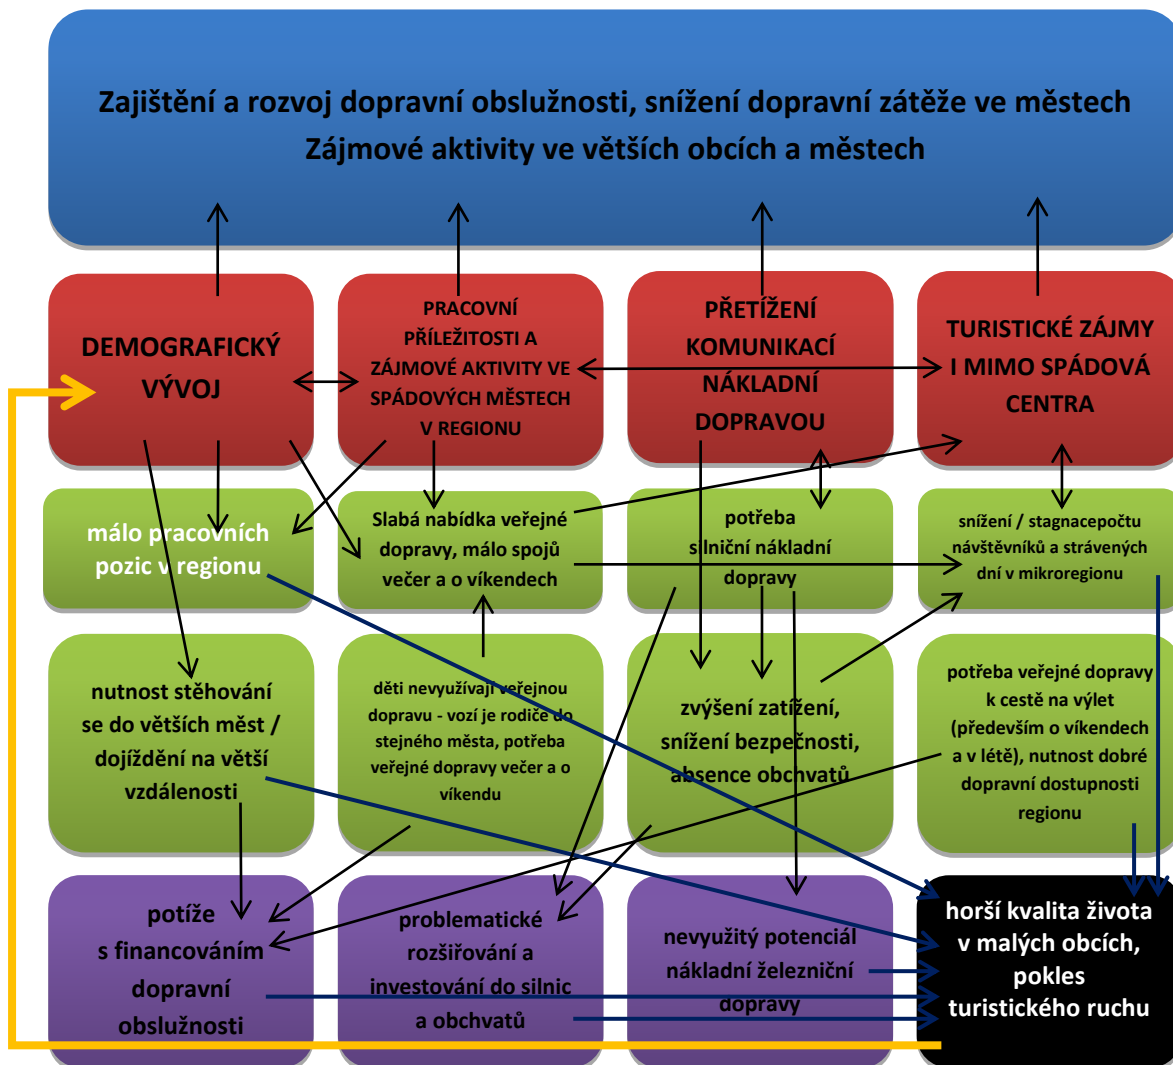 Zajištění a rozvoj dopravní obslužnosti, snížení dopravní zátěže ve městech
Zájmové aktivity ve větších obcích a městech
DEMOGRAFICKÝ
VÝVOJ
PRACOVNÍ
PŘÍLEŽITOSTI A
ZÁJMOVÉ AKTIVITY VE
SPÁDOVÝCH MĚSTECH
V REGIONU
PŘETÍŽENÍ
KOMUNIKACÍ
NÁKLADNÍ
DOPRAVOU
TURISTICKÉ ZÁJMY
I MIMO SPÁDOVÁ
CENTRA
málo pracovních
pozic v regionu
Slabá nabídka veřejné
dopravy, málo spojů
večer a o víkendech
potřeba
silniční nákladní
dopravy
snížení / stagnacepočtu
návštěvníků a strávených
dní v mikroregionu
nutnost stěhování
se do větších měst /
dojíždění na větší
vzdálenosti
děti nevyužívají veřejnou
dopravu - vozí je rodiče do
stejného města, potřeba
veřejné dopravy večer a o
víkendu
zvýšení zatížení,
snížení bezpečnosti,
absence obchvatů
potřeba veřejné dopravy
k cestě na výlet
(především o víkendech
a v létě), nutnost dobré
dopravní dostupnosti
regionu
potíže
s financováním
dopravní
obslužnosti
problematické
rozšiřování a
investování do silnic
a obchvatů
nevyužitý potenciál
nákladní železniční
dopravy
horší kvalita života
v malých obcích,
pokles
turistického ruchu